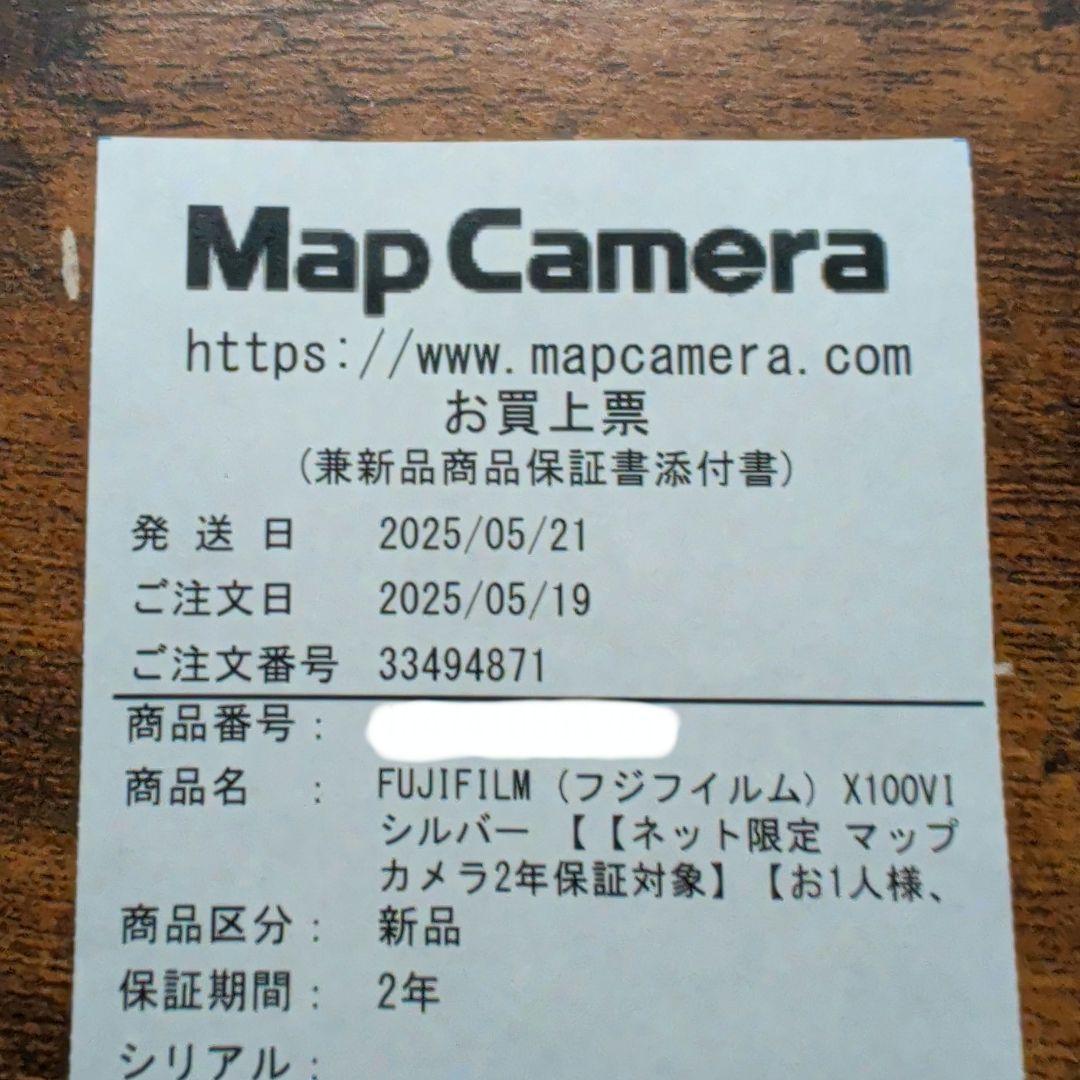 Map Camera
https://www.mapcamera.com
お買上票
(兼新品商品保証書添付書)
発 送 日 2025/05/21
ご注文日 2025/05/19
ご注文番号 33494871
商品番号：
商品名 ： FUJIFILM (フジフイルム) X100VI
シルバー 【【ネット限定 マップ
カメラ2年保証対象】【お1人様、
商品区分： 新品
保証期間： 2年
シリアル：